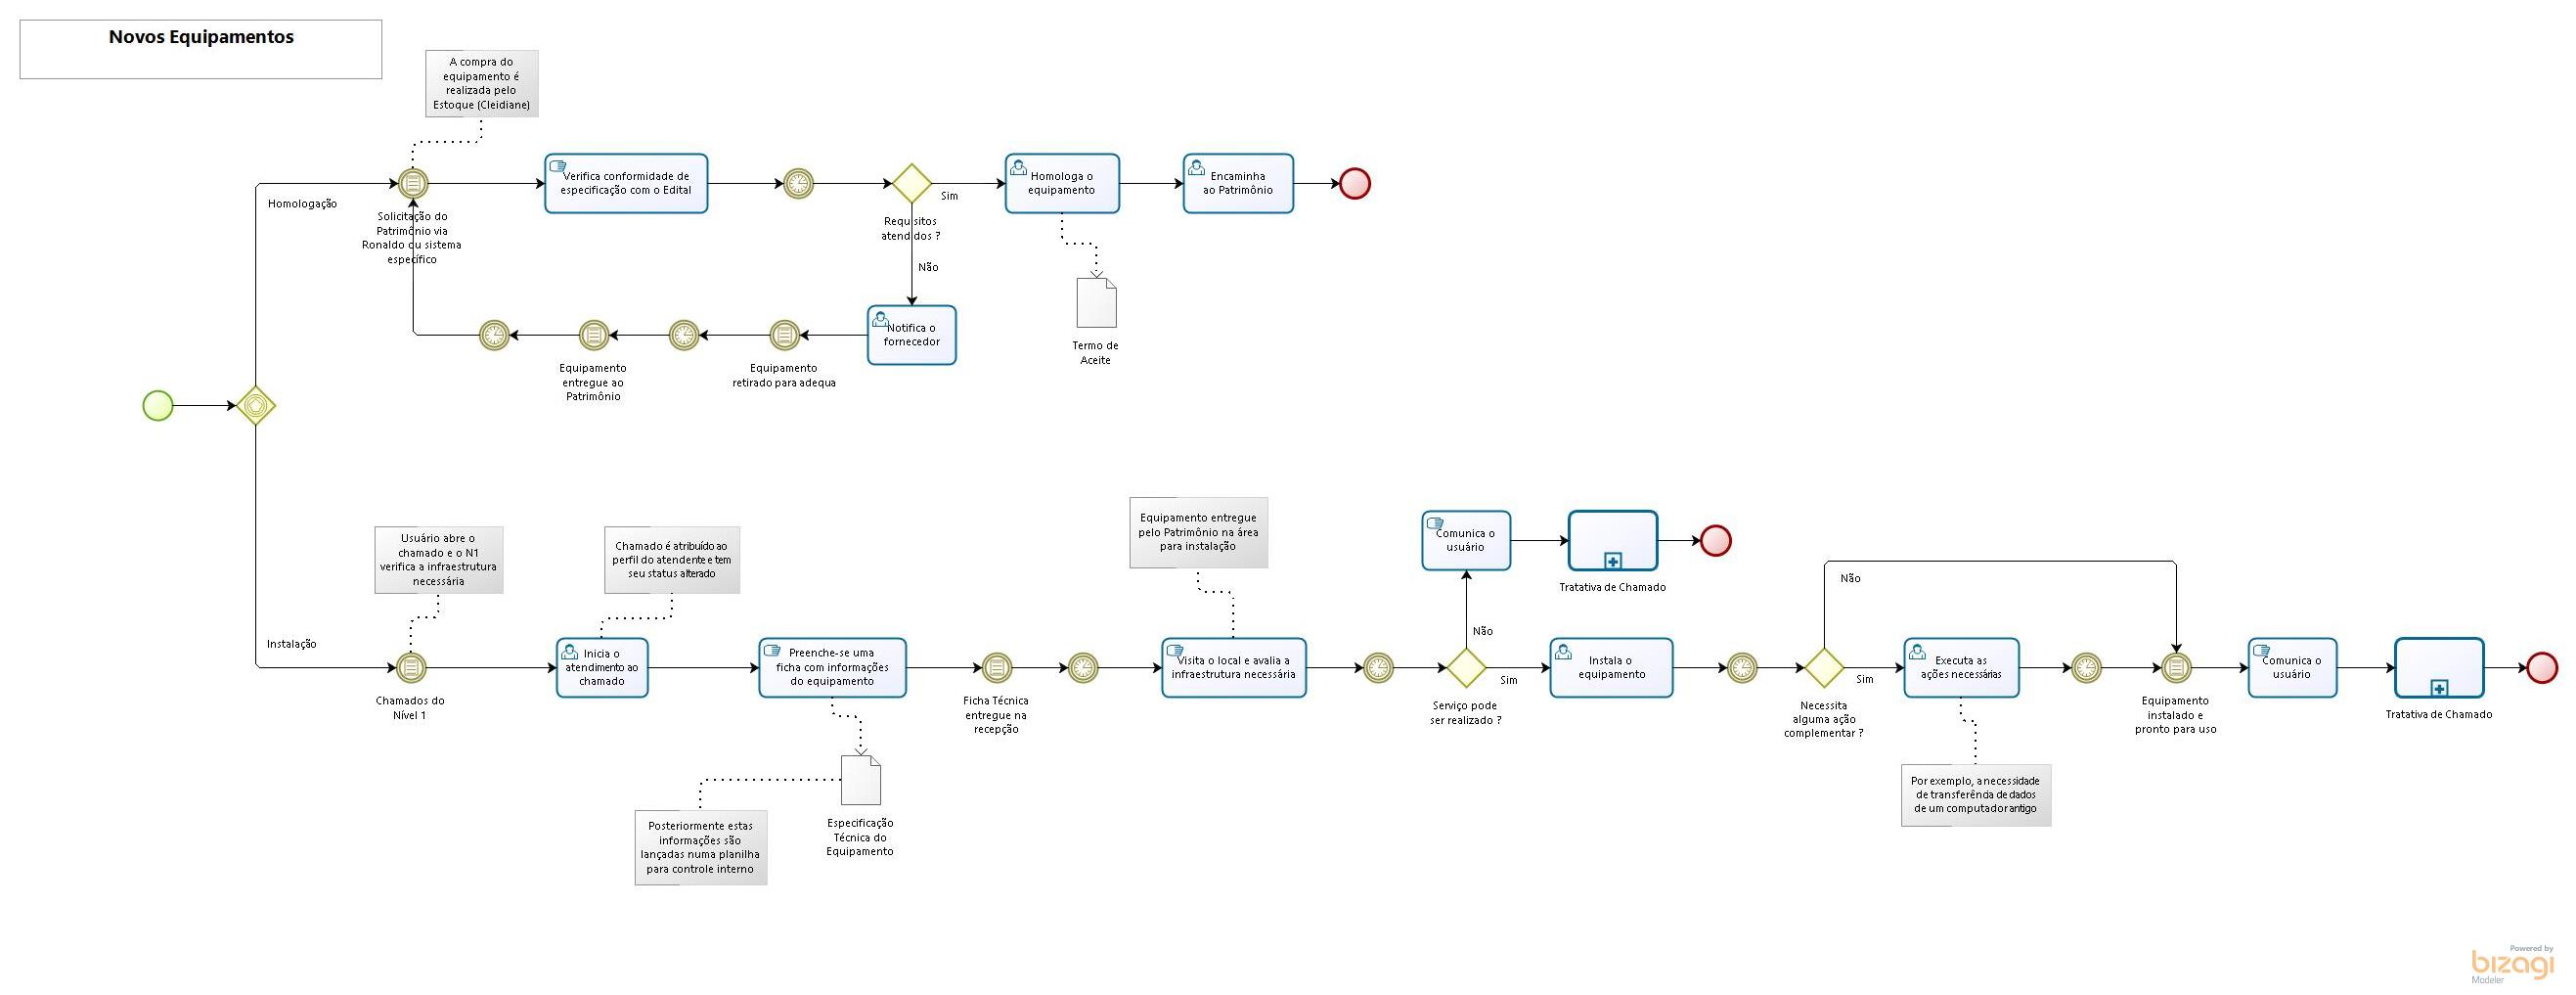 Novos Equipamentos
A compra do
equipamento é
realizada pelo
Estoque (Cleidiane)
Homologação
Solicitação do
Patrimônio via
Ronaldo ou sistema
específico
Verifica conformidade de
especificação com o Edital
Requisitos
atendidos ?
Sim
Não
Homologa o
equipamento
Encaminha
ao Patrimônio
Termo de
Aceite
Notifica o
fornecedor
Equipamento
retirado para adequa
Equipamento
entregue ao
Patrimônio
Instalação
Usuário abre o
chamado e o N1
verifica a infraestrutura
necessária
Chamados do
Nível 1
Chamado é atribuído ao
perfil do atendente e tem
seu status alterado
Inicia o
atendimento ao
chamado
Preenche-se uma
ficha com informações
do equipamento
Posteriormente estas
informações são
lançadas numa planilha
para controle interno
Especificação
Técnica do
Equipamento
Ficha Técnica
entregue na
recepção
Equipamento entregue
pelo Patrimônio na área
para instalação
Visita o local e avalia a
infraestrutura necessária
Serviço pode
ser realizado ?
Não
Sim
Comunica o
usuário
Tratativa de Chamado
Instala o
equipamento
Necessita
alguma ação
complementar ?
Não
Sim
Executa as
ações necessárias
Por exemplo, a necessidade
de transferência de dados
de um computador antigo
Equipamento
instalado e
pronto para uso
Comunica o
usuário
Tratativa de Chamado
Powered by
bizagi
Modeler